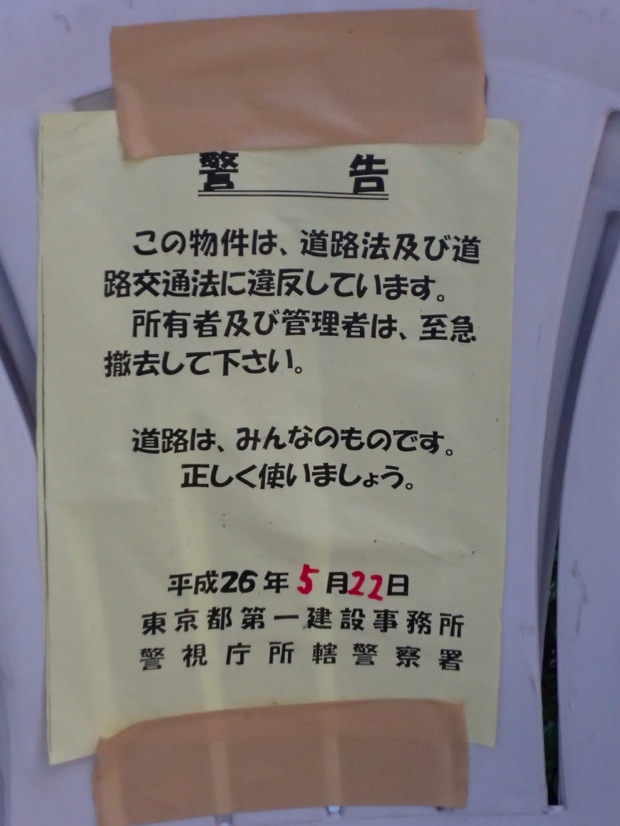 警告
この物件は、道路法及び道
路交通法に違反しています。
所有者及び管理者は、至急
撤去して下さい。
道路は、みんなのものです。
正しく使いましょう。
平成26年5月22日
東京都第一建設事務所
警視庁所轄警察署